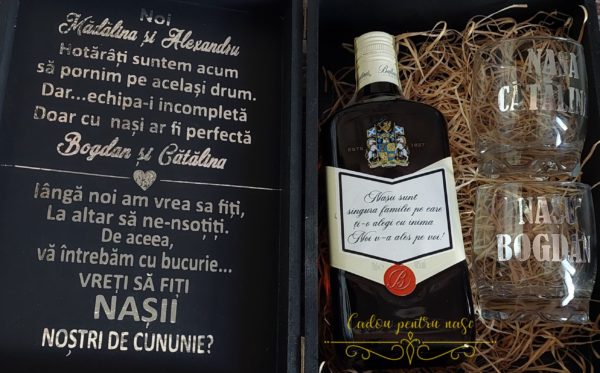 Noi
Mădălina și Alexandru
Hotărâți suntem acum
să pornim pe același drum.
Dar...echipa-i incompletă
Doar cu nași ar fi perfectă
Bogdan și Cătălina
lângă noi am vrea sa fiți,
La altar să ne-nsoțiți.
De aceea,
vă întrebăm cu bucurie...
VREȚI SĂ FIȚI
NAȘII
NOȘTRI DE CUNUNIE?
ESTD 1827
Nașii sunt
singura familie pe care
ți-o alegi cu inima.
Noi v-a ales pe voi!
B
NAȘA
CĂTĂLINA
BOGDAN
Cadou pentru nași